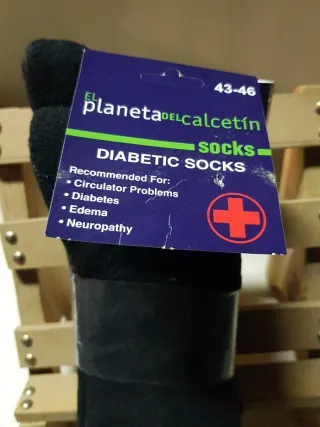 43-46
EL
planeta DEL calcetín
socks
DIABETIC SOCKS
Recommended For:
• Circulator Problems
• Diabetes
• Edema
• Neuropathy